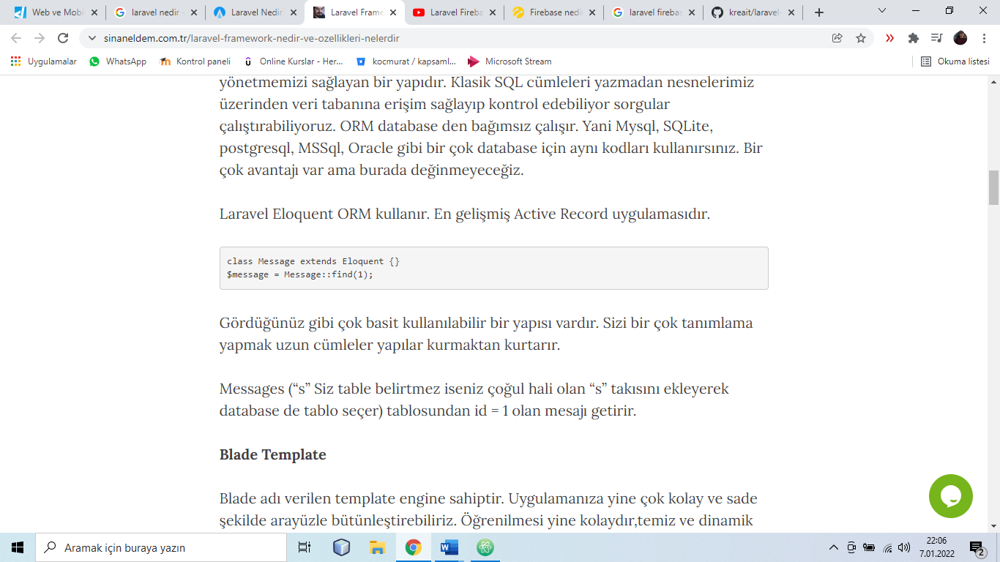 Web ve Mobil
laravel nedir -
Laravel Nedir
Laravel Frame
Laravel Fireba
Firebase nedi
laravel firebas
kreait/laravel-
sinaneldem.com.tr/laravel-framework-nedir-ve-ozellikleri-nelerdir
Uygulamalar
WhatsApp
Kontrol paneli
Online Kurslar - Her...
kocmurat / kapsaml...
Microsoft Stream
Okuma listesi
yönetmemizi sağlayan bir yapıdır. Klasik SQL cümleleri yazmadan nesnelerimiz
üzerinden veri tabanına erişim sağlayıp kontrol edebiliyor sorgular
çalıştırabiliyoruz. ORM database den bağımsız çalışır. Yani Mysql, SQLite,
postgresql, MSSql, Oracle gibi bir çok database için aynı kodları kullanırsınız. Bir
çok avantajı var ama burada değinmeyeceğiz.
Laravel Eloquent ORM kullanır. En gelişmiş Active Record uygulamasıdır.
class Message extends Eloquent {}
$message = Message::find(1);
Gördüğünüz gibi çok basit kullanılabilir bir yapısı vardır. Sizi bir çok tanımlama
yapmak uzun cümleler yapılar kurmaktan kurtarır.
Messages (“s” Siz table belirtmez iseniz çoğul hali olan “s” takısını ekleyerek
database de tablo seçer) tablosundan id = 1 olan mesajı getirir.
Blade Template
Blade adı verilen template engine sahiptir. Uygulamanıza yine çok kolay ve sade
şekilde arayüzle bütünleştirebiliriz. Öğrenilmesi yine kolaydır,temiz ve dinamik
Aramak için buraya yazın
22:06
7.01.2022
2